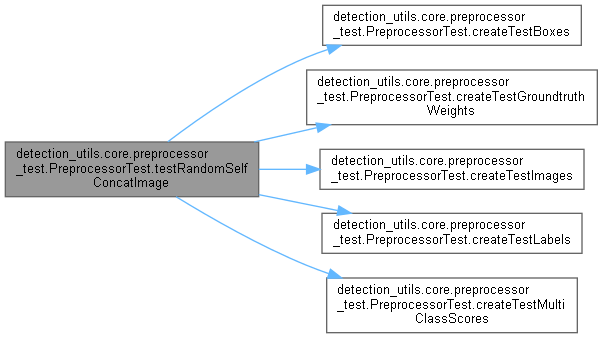 detection_utils.core.preprocessor
_test.PreprocessorTest.testRandomSelf
ConcatImage
detection_utils.core.preprocessor
_test.PreprocessorTest.createTestBoxes
detection_utils.core.preprocessor
_test.PreprocessorTest.createTestGroundtruth
Weights
detection_utils.core.preprocessor
_test.PreprocessorTest.createTestImages
detection_utils.core.preprocessor
_test.PreprocessorTest.createTestLabels
detection_utils.core.preprocessor
_test.PreprocessorTest.createTestMulti
ClassScores